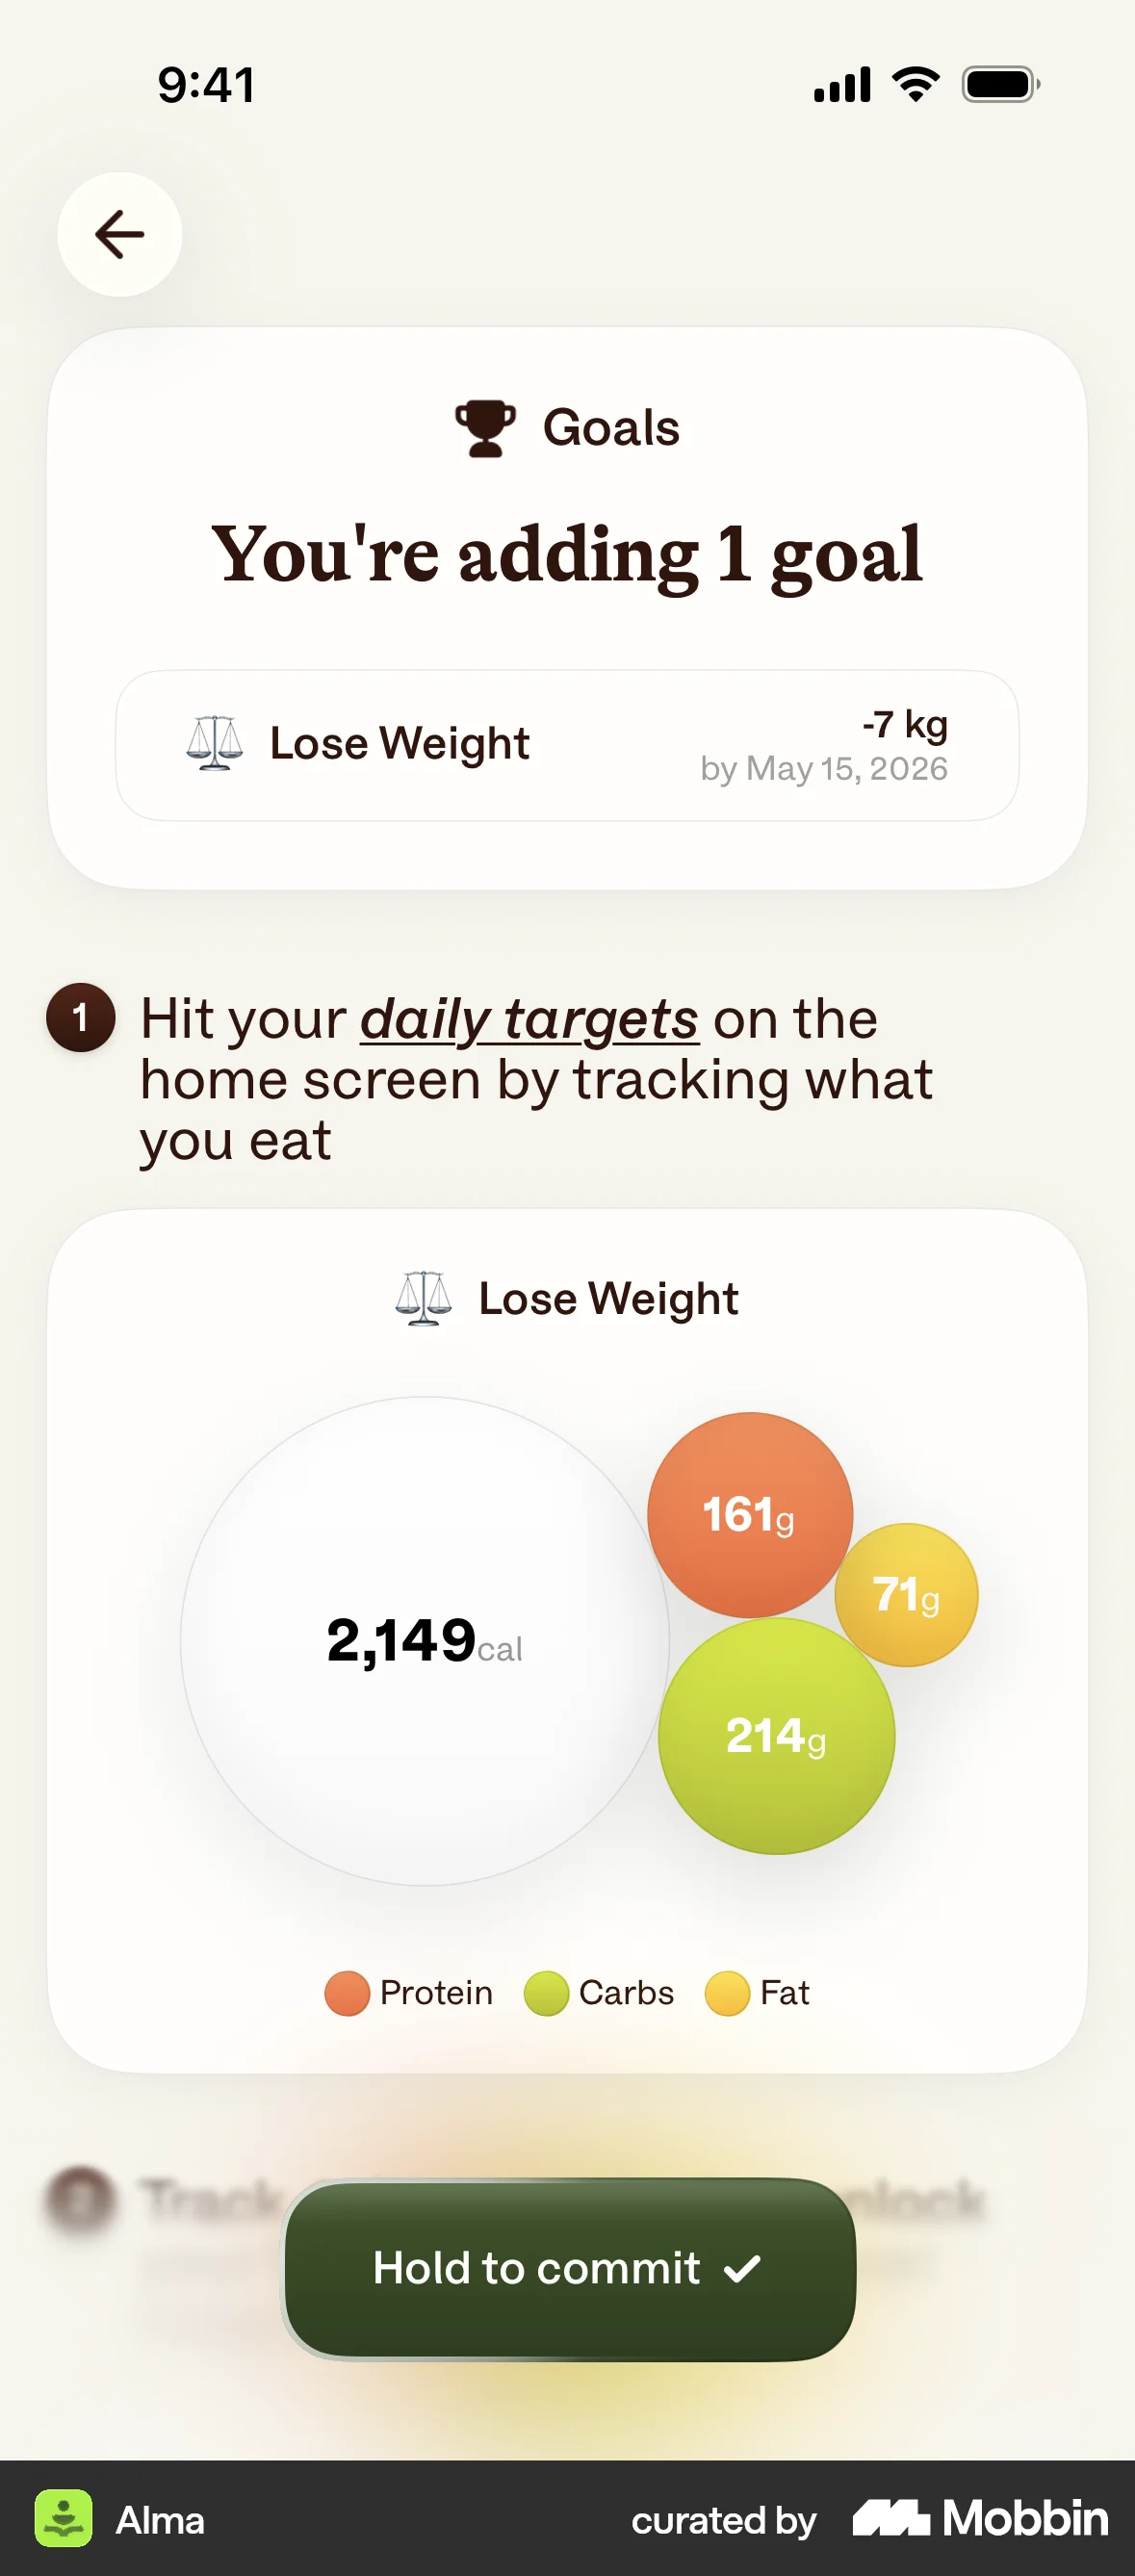 9:41
Goals
You're adding 1 goal
Lose Weight
-7 kg
by May 15, 2026
1
Hit your daily targets on the
home screen by tracking what
you eat
Lose Weight
2,149cal
161g
71g
214g
Protein
Carbs
Fat
Track
Hold to commit
Alma
curated by Mobbin